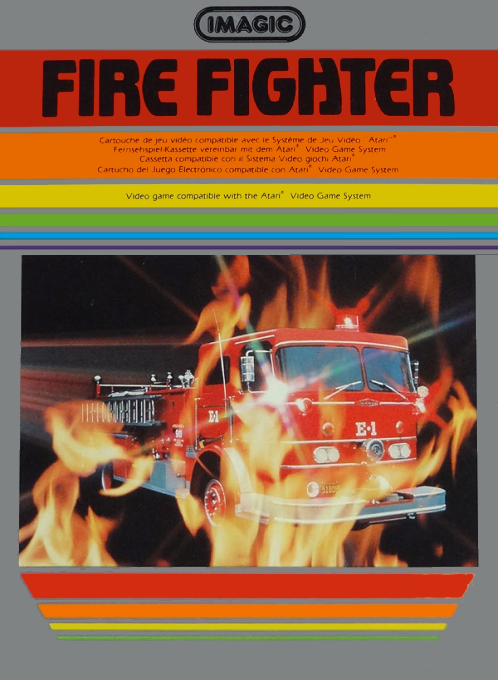 IMAGIC
FIRE FIGHTER
Cartouche de jeu vidéo compatible avec le Système de Jeu Vidéo Atari®
Fernsehspiel-Kassette vereinbar mit dem Atari® Video Game System
Cassetta compatible con il Sistema Video giochi Atari®
Cartucho del Juego Electrónico compatible con Atari® Video Game System
Video game compatible with the Atari® Video Game System
E-1
E-1